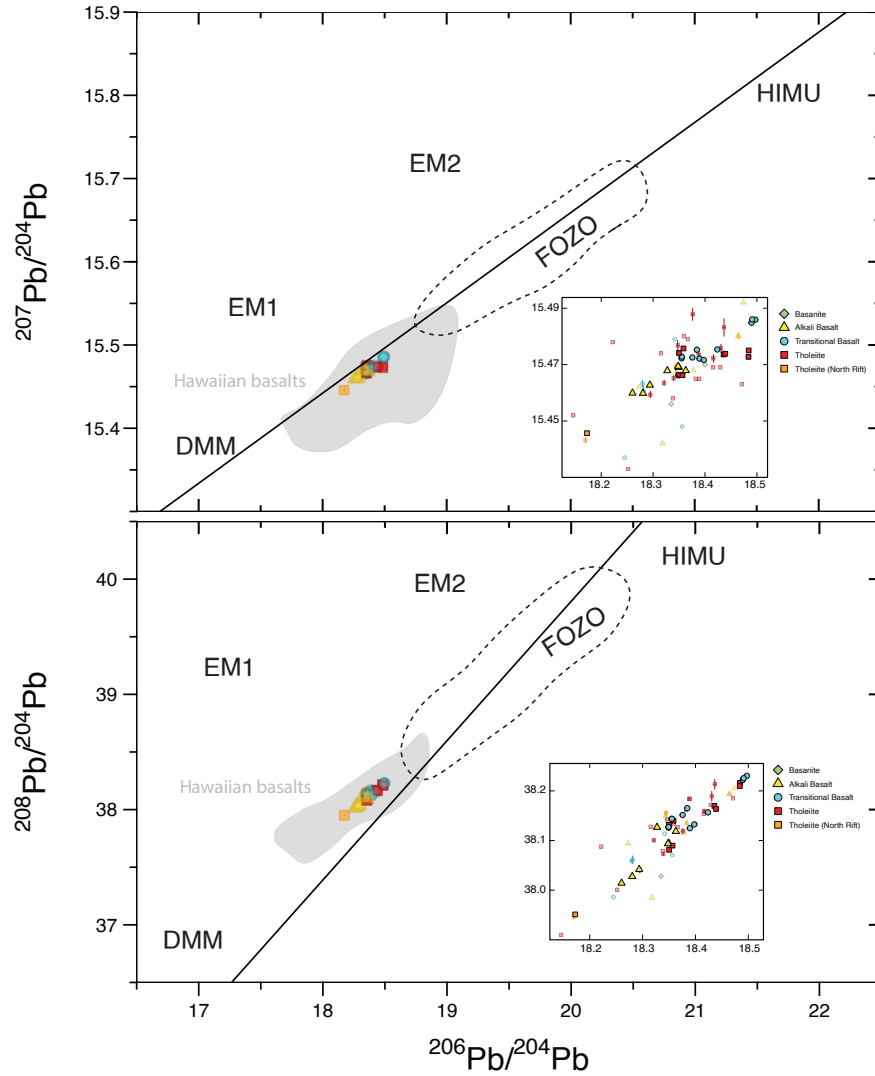 15.9
15.8
15.7
15.6
15.5
15.4
²⁰⁷Pb/²⁰⁴Pb
HIMU
EM2
FOZO
EM1
Hawaiian basalts
DMM
15.49
15.47
15.45
18.2 18.3 18.4 18.5
Basanite
Alkali Basalt
Transitional Basalt
Tholeiite
Tholeiite (North Rift)
40
39
38
37
²⁰⁸Pb/²⁰⁴Pb
HIMU
EM2
FOZO
EM1
Hawaiian basalts
DMM
38.2
38.1
38.0
18.2 18.3 18.4 18.5
Basanite
Alkali Basalt
Transitional Basalt
Tholeiite
Tholeiite (North Rift)
17 18 19 20 21 22
²⁰⁶Pb/²⁰⁴Pb